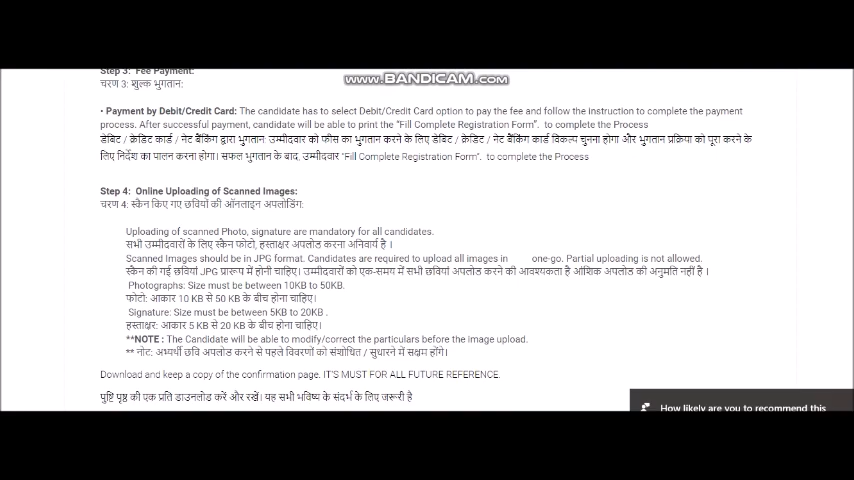 Step 3: Fee Payment:
चरण 3: शुल्क भुगतान:
www.BANDICAM.com
• Payment by Debit/Credit Card: The candidate has to select Debit/Credit Card option to pay the fee and follow the instruction to complete the payment
process. After successful payment, candidate will be able to print the “Fill Complete Registration Form”. to complete the Process
डेबिट / क्रेडिट कार्ड / नेट बैंकिंग द्वारा भुगतान: उम्मीदवार को फीस का भुगतान करने के लिए डेबिट / क्रेडिट / नेट बैंकिंग कार्ड विकल्प चुनना होगा और भुगतान प्रक्रिया को पूरा करने के
लिए निर्देश का पालन करना होगा। सफल भुगतान के बाद, उम्मीदवार “Fill Complete Registration Form”. to complete the Process
Step 4: Online Uploading of Scanned Images:
चरण 4: स्कैन किए गए छवियों की ऑनलाइन अपलोडिंग:
Uploading of scanned Photo, signature are mandatory for all candidates.
सभी उम्मीदवारों के लिए स्कैन फोटो, हस्ताक्षर अपलोड करना अनिवार्य है ।
Scanned Images should be in JPG format. Candidates are required to upload all images in one-go. Partial uploading is not allowed.
स्कैन की गई छवियां JPG प्रारूप में होनी चाहिए। उम्मीदवारों को एक-समय में सभी छवियां अपलोड करने की आवश्यकता है आंशिक अपलोड की अनुमति नहीं है ।
Photographs: Size must be between 10KB to 50KB.
फोटो: आकार 10 KB से 50 KB के बीच होना चाहिए।
Signature: Size must be between 5KB to 20KB .
हस्ताक्षर: आकार 5 KB से 20 KB के बीच होना चाहिए।
**NOTE : The Candidate will be able to modify/correct the particulars before the Image upload.
** नोट: अभ्यर्थी छवि अपलोड करने से पहले विवरणों को संशोधित / सुधारने में सक्षम होंगे।
Download and keep a copy of the confirmation page. IT'S MUST FOR ALL FUTURE REFERENCE.
पुष्टि पृष्ठ की एक प्रति डाउनलोड करें और रखें। यह सभी भविष्य के संदर्भ के लिए जरूरी है
How likely are you to recommend this